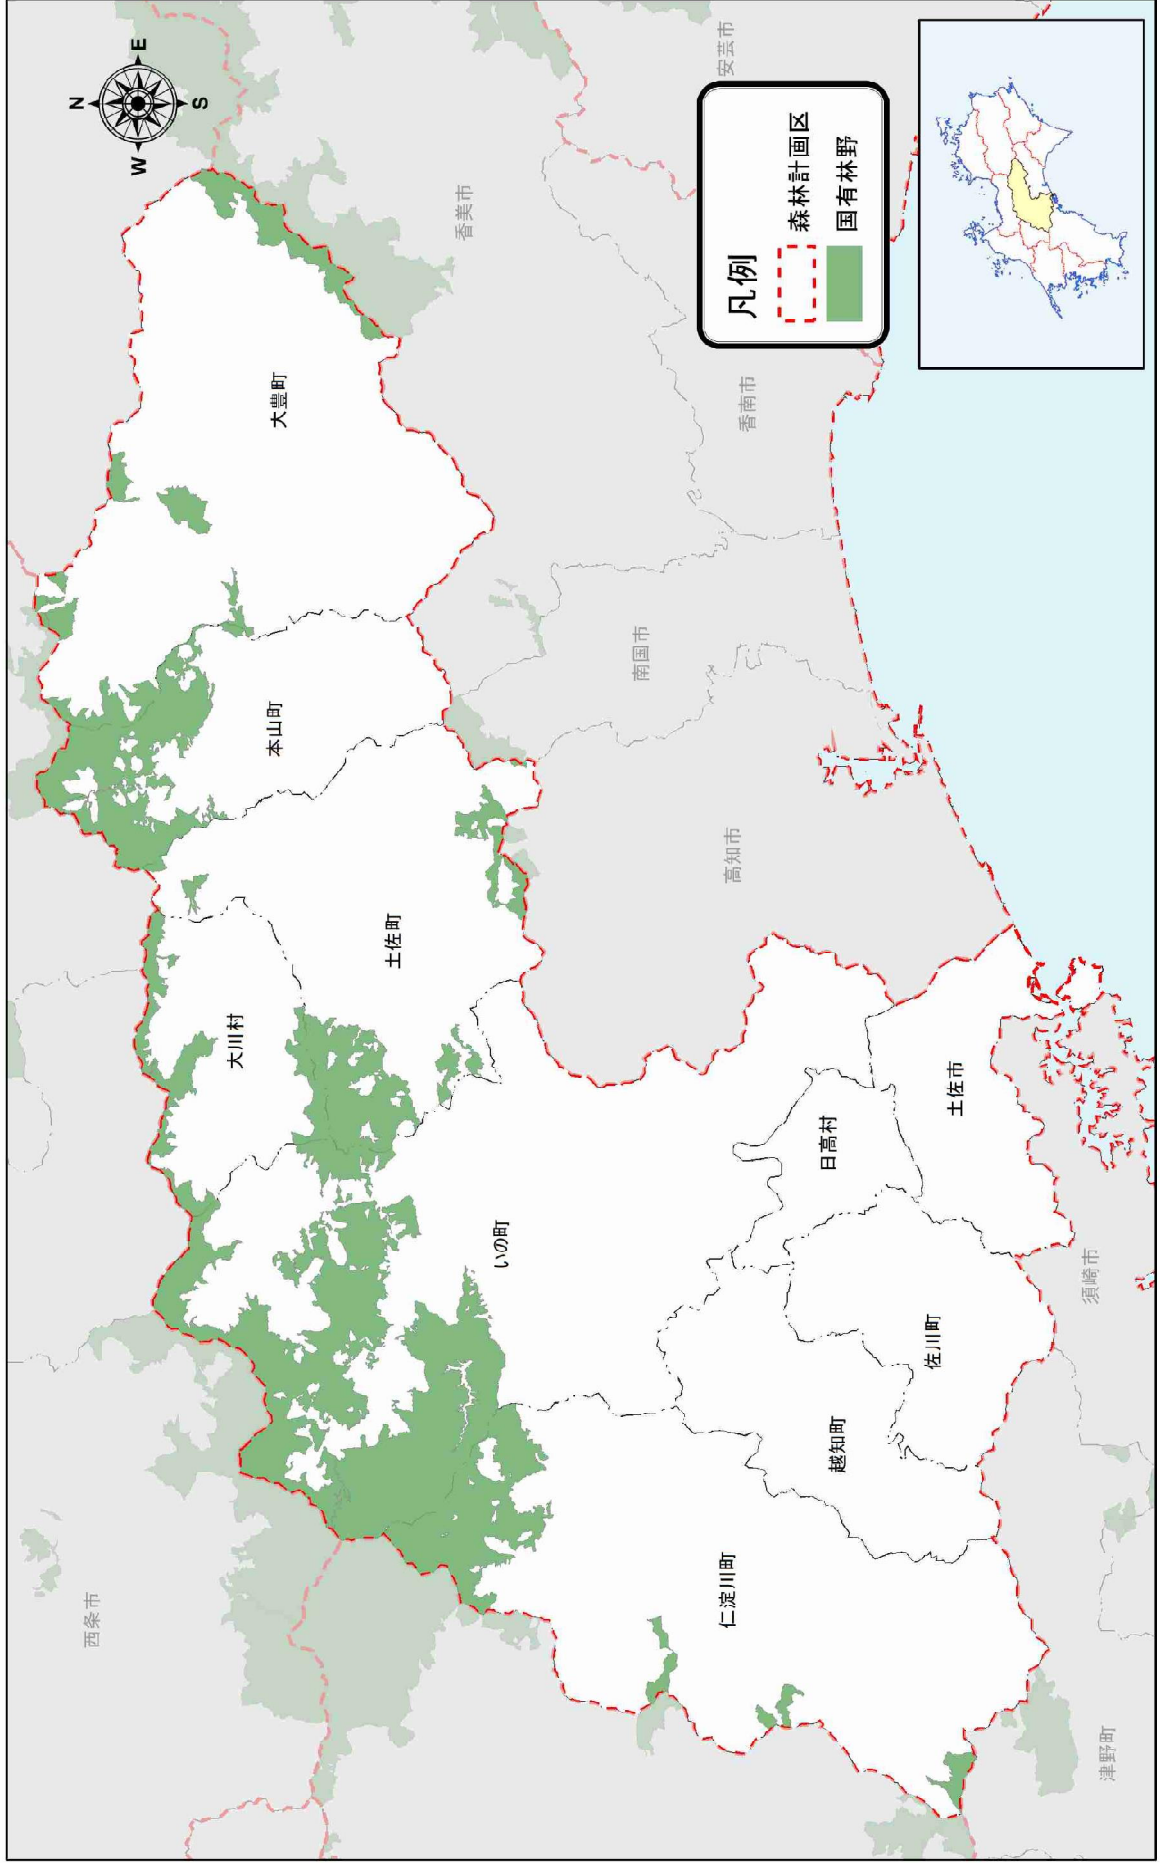 N
E
W
S
凡例
森林計画区
国有林野
安芸市
香美市
香南市
大豊町
南国市
本山町
高知市
土佐町
大川村
土佐市
日高村
いの町
須崎市
佐川町
越知町
仁淀川町
西条市
津野町